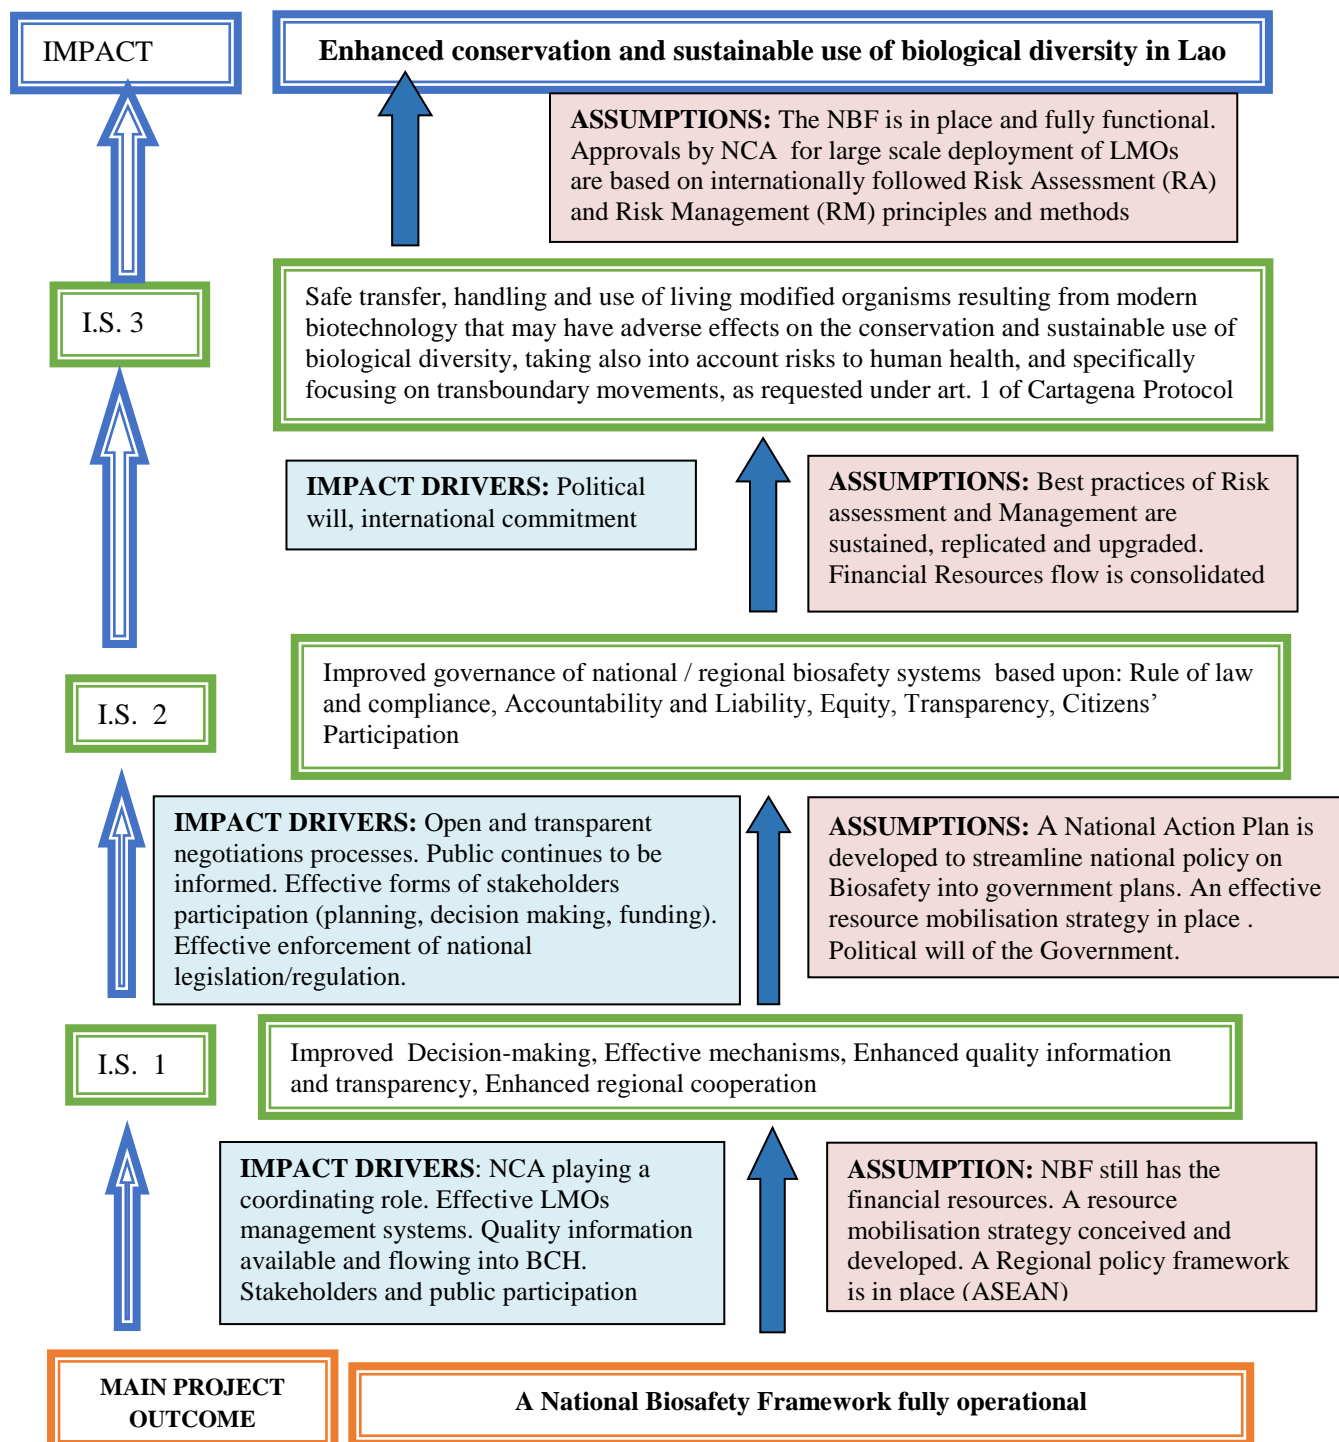 IMPACT
Enhanced conservation and sustainable use of biological diversity in Lao
ASSUMPTIONS: The NBF is in place and fully functional.
Approvals by NCA for large scale deployment of LMOs
are based on internationally followed Risk Assessment (RA)
and Risk Management (RM) principles and methods
I.S. 3
Safe transfer, handling and use of living modified organisms resulting from modern
biotechnology that may have adverse effects on the conservation and sustainable use of
biological diversity, taking also into account risks to human health, and specifically
focusing on transboundary movements, as requested under art. 1 of Cartagena Protocol
IMPACT DRIVERS: Political
will, international commitment
ASSUMPTIONS: Best practices of Risk
assessment and Management are
sustained, replicated and upgraded.
Financial Resources flow is consolidated
I.S. 2
Improved governance of national / regional biosafety systems based upon: Rule of law
and compliance, Accountability and Liability, Equity, Transparency, Citizens’
Participation
IMPACT DRIVERS: Open and transparent
negotiations processes. Public continues to be
informed. Effective forms of stakeholders
participation (planning, decision making, funding).
Effective enforcement of national
legislation/regulation.
ASSUMPTIONS: A National Action Plan is
developed to streamline national policy on
Biosafety into government plans. An effective
resource mobilisation strategy in place .
Political will of the Government.
I.S. 1
Improved Decision-making, Effective mechanisms, Enhanced quality information
and transparency, Enhanced regional cooperation
IMPACT DRIVERS: NCA playing a
coordinating role. Effective LMOs
management systems. Quality information
available and flowing into BCH.
Stakeholders and public participation
ASSUMPTION: NBF still has the
financial resources. A resource
mobilisation strategy conceived and
developed. A Regional policy framework
is in place (ASEAN)
MAIN PROJECT
OUTCOME
A National Biosafety Framework fully operational